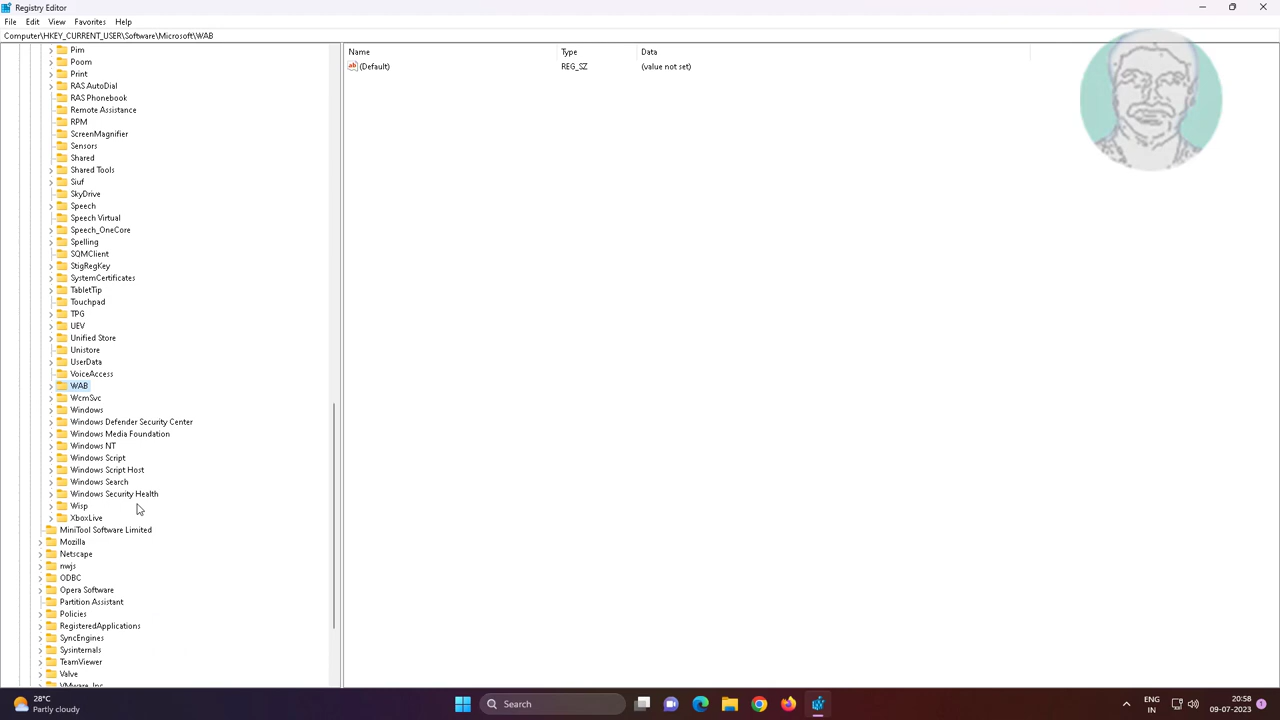 Registry Editor
File Edit View Favorites Help
Computer\HKEY_CURRENT_USER\Software\Microsoft\WAB
Name Type Data
(Default) REG_SZ (value not set)
Pim
Poom
Print
RAS AutoDial
RAS Phonebook
Remote Assistance
RPM
ScreenMagnifier
Sensors
Shared
Shared Tools
Siuf
SkyDrive
Speech
Speech Virtual
Speech_OneCore
Spelling
SQMClient
StigRegKey
SystemCertificates
TabletTip
Touchpad
TPG
UEV
Unified Store
Unistore
UserData
VoiceAccess
WAB
WcmSvc
Windows
Windows Defender Security Center
Windows Media Foundation
Windows NT
Windows Script
Windows Script Host
Windows Search
Windows Security Health
Wisp
XboxLive
MiniTool Software Limited
Mozilla
Netscape
nwjs
ODBC
Opera Software
Partition Assistant
Policies
RegisteredApplications
SyncEngines
Sysinternals
TeamViewer
Valve
VMware, Inc.
28°C
Partly cloudy
Search
ENG
IN
20:58
09-07-2023